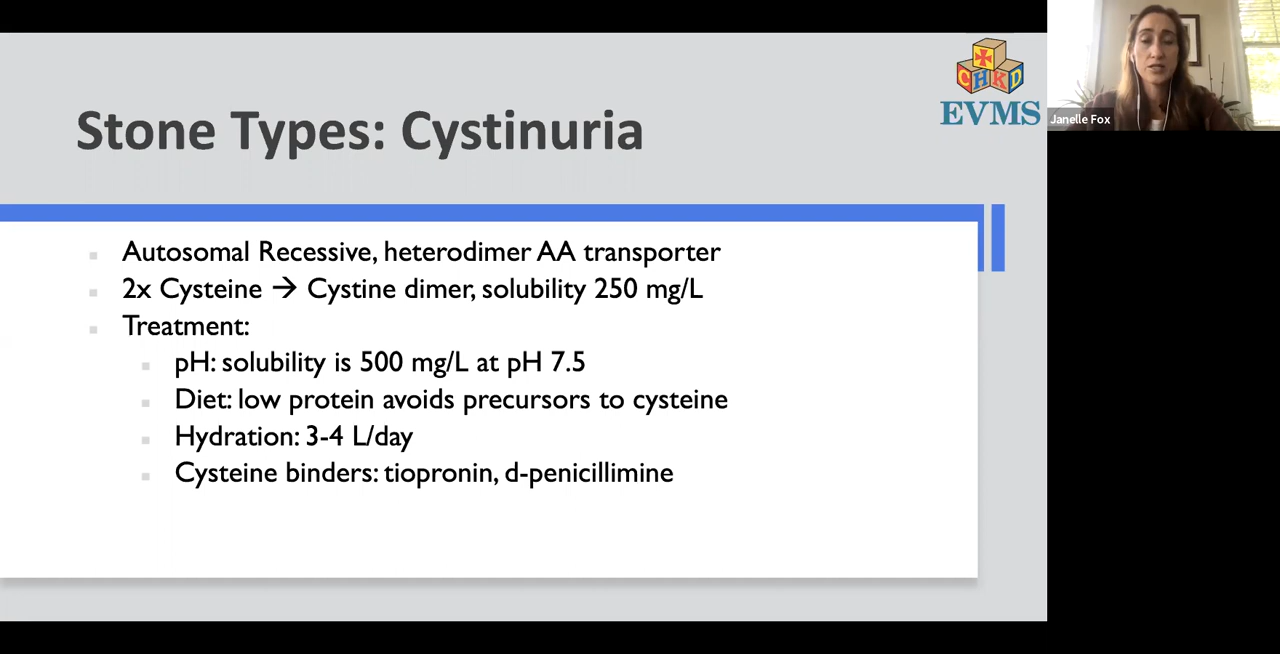 CHKD
EVMS
Janelle Fox
Stone Types: Cystinuria
Autosomal Recessive, heterodimer AA transporter
2x Cysteine → Cystine dimer, solubility 250 mg/L
Treatment:
pH: solubility is 500 mg/L at pH 7.5
Diet: low protein avoids precursors to cysteine
Hydration: 3-4 L/day
Cysteine binders: tiopronin, d-penicillimine